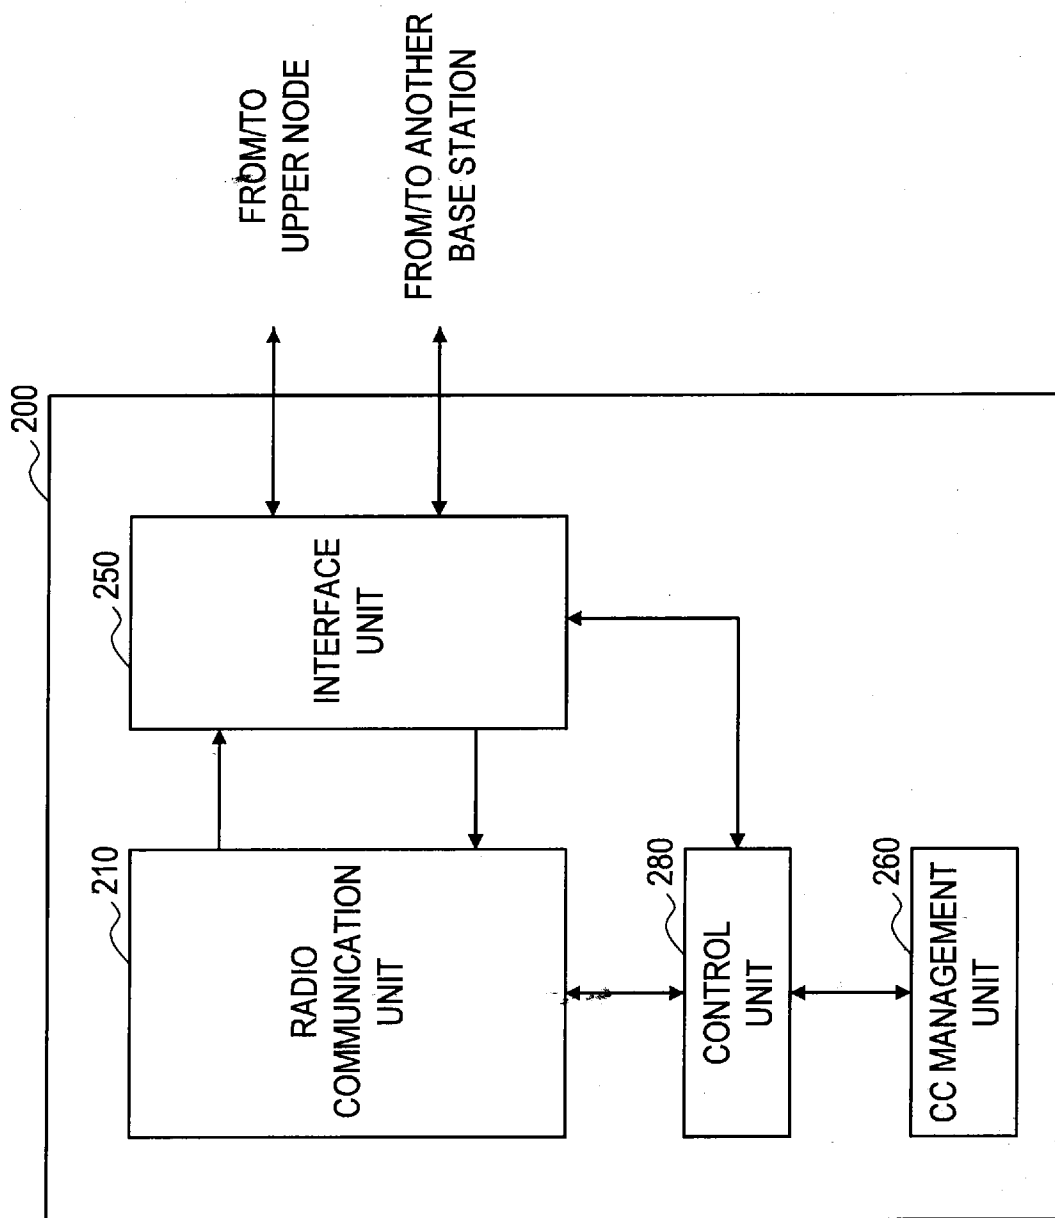 200
210
RADIO
COMMUNICATION
UNIT
250
INTERFACE
UNIT
FROM/TO
UPPER NODE
FROM/TO ANOTHER
BASE STATION
280
CONTROL
UNIT
260
CC MANAGEMENT
UNIT